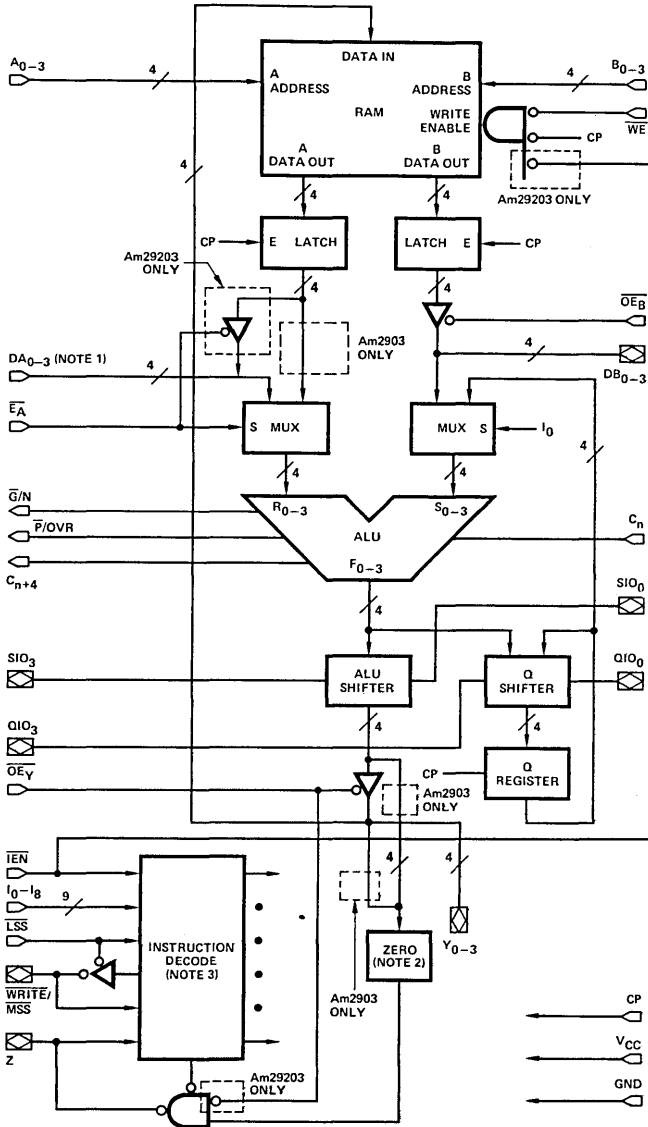 A0–3
4
DATA IN
A ADDRESS
B ADDRESS
4
B0–3
RAM
WRITE ENABLE
WE
CP
A DATA OUT
B DATA OUT
Am29203 ONLY
4
4
4
CP
E LATCH
LATCH E
CP
Am29203 ONLY
4
4
OEB
Am2903 ONLY
DA0–3 (NOTE 1)
4
4
DB0–3
EA
S MUX
MUX S
I0
4
4
4
G/N
R0–3
S0–3
P/OVR
ALU
Cn
Cn+4
F0–3
4
SIO0
SIO3
ALU SHIFTER
Q SHIFTER
QIO0
QIO3
4
4
OEY
CP
Q REGISTER
Am2903 ONLY
IEN
4
4
I0–I8
9
LSS
INSTRUCTION DECODE (NOTE 3)
ZERO (NOTE 2)
Y0–3
WRITE/
MSS
Am2903 ONLY
CP
Z
VCC
Am29203 ONLY
GND